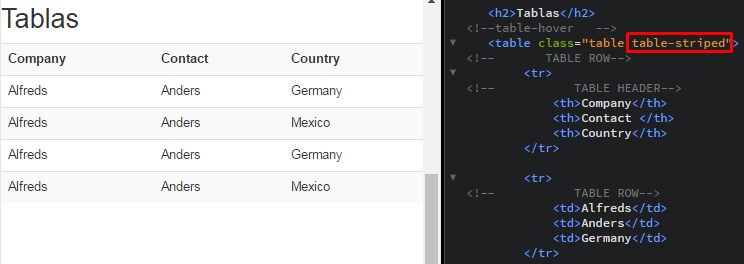 Tablas
Company Contact Country
Alfreds Anders Germany
Alfreds Anders Mexico
Alfreds Anders Germany
Alfreds Anders Mexico
<h2>Tablas</h2>
<!--table-hover -->
<table class="table table-striped">
<!-- TABLE ROW-->
<tr>
<!-- TABLE HEADER-->
<th>Company</th>
<th>Contact </th>
<th>Country</th>
</tr>
<tr>
<!-- TABLE ROW-->
<td>Alfreds</td>
<td>Anders</td>
<td>Germany</td>
</tr>